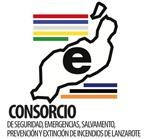 e
CONSORCIO
DE SEGURIDAD, EMERGENCIAS, SALVAMENTO,
PREVENCIÓN Y EXTINCIÓN DE INCENDIOS DE LANZAROTE